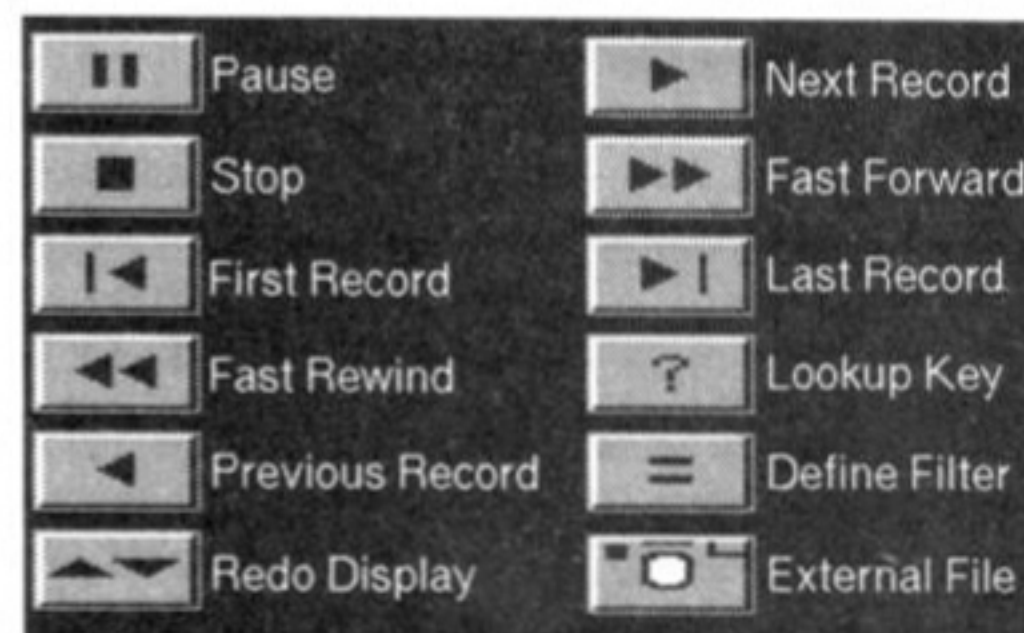 Pause
Stop
First Record
Fast Rewind
Previous Record
Redo Display
Next Record
Fast Forward
Last Record
? Lookup Key
= Define Filter
External File